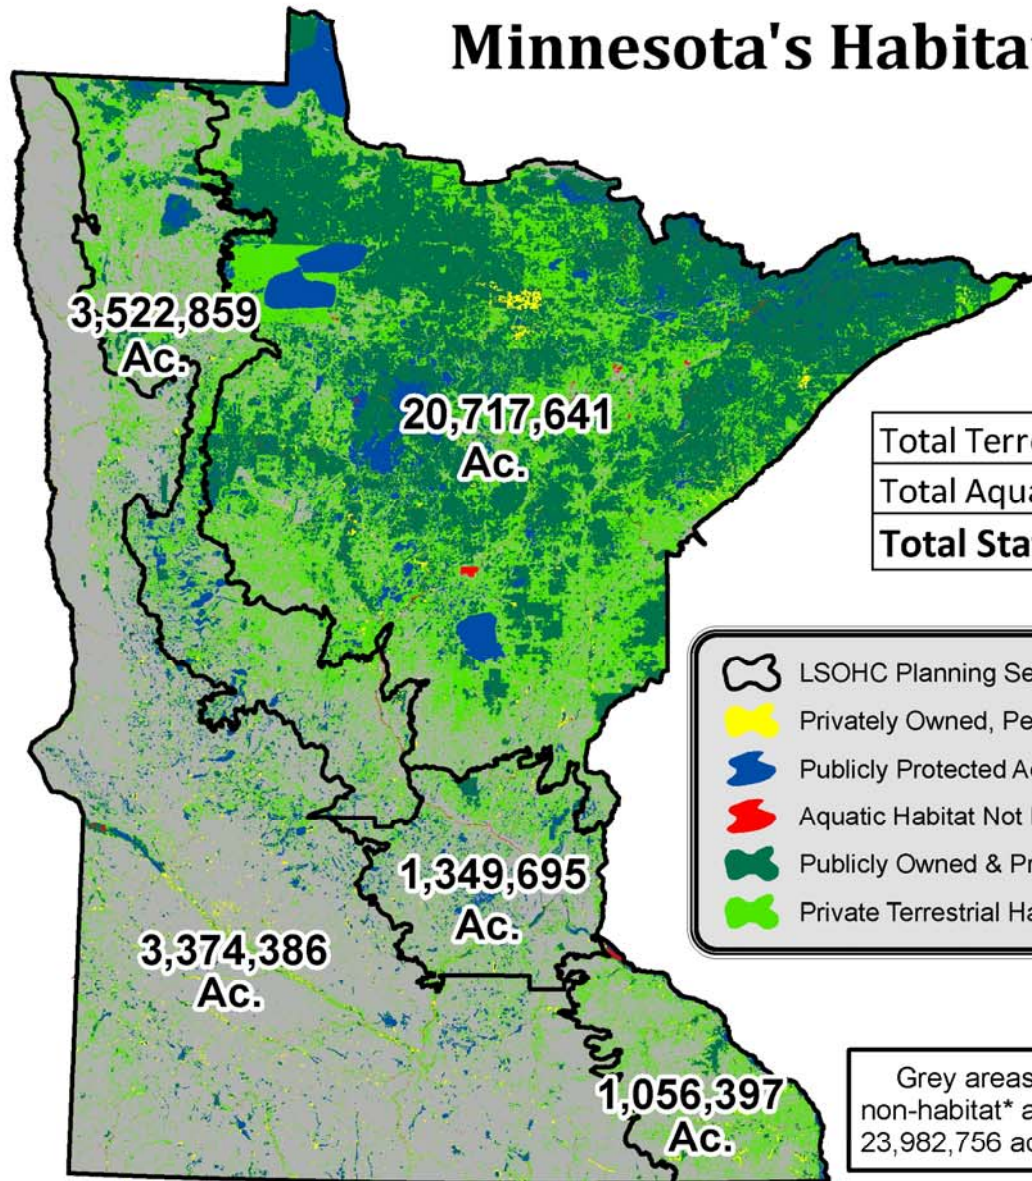 Minnesota's Habita
3,522,859
Ac.
20,717,641
Ac.
Total Terr
Total Aqua
Total Sta
LSOHC Planning Se
Privately Owned, Pe
Publicly Protected A
Aquatic Habitat Not
Publicly Owned & Pr
Private Terrestrial Ha
1,349,695
Ac.
3,374,386
Ac.
1,056,397
Ac.
Grey areas
non-habitat* a
23,982,756 ac